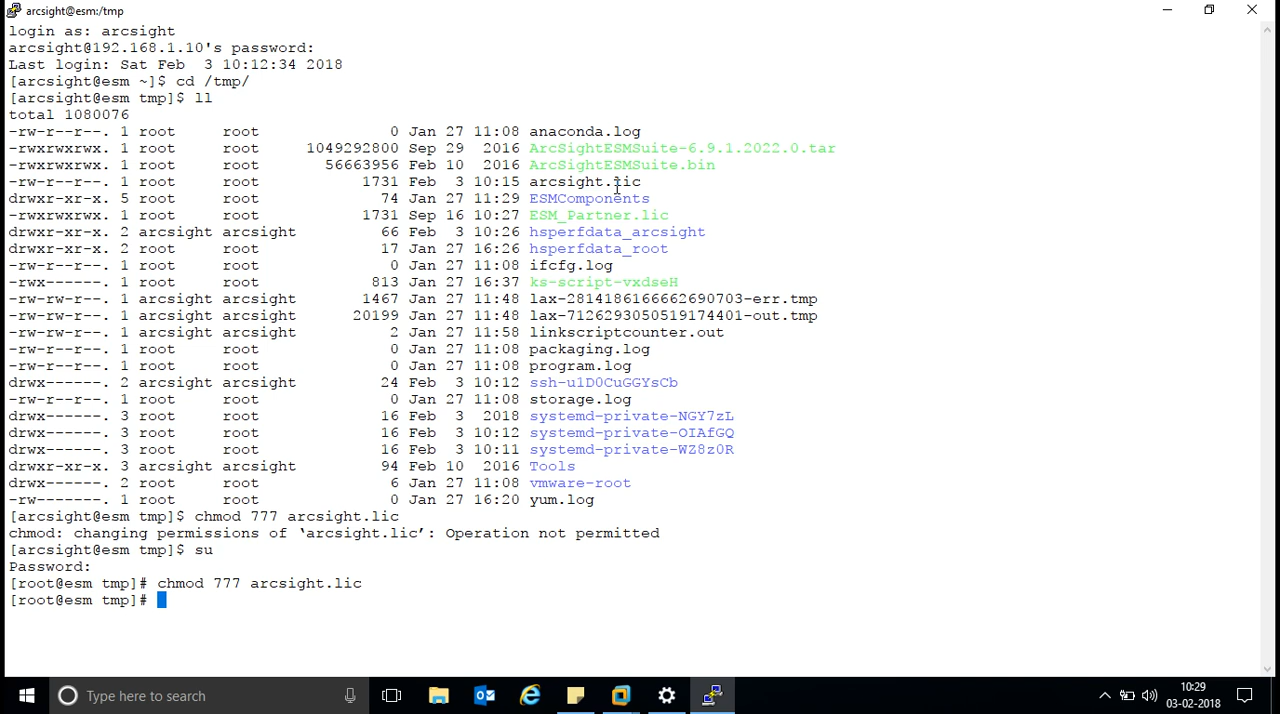 arcsight@esm:/tmp
login as: arcsight
arcsight@192.168.1.10's password:
Last login: Sat Feb  3 10:12:34 2018
[arcsight@esm ~]$ cd /tmp/
[arcsight@esm tmp]$ ll
total 1080076
-rw-r--r--. 1 root     root              0 Jan 27 11:08 anaconda.log
-rwxrwxrwx. 1 root     root     1049292800 Sep 29  2016 ArcSightESMSuite-6.9.1.2022.0.tar
-rwxrwxrwx. 1 root     root       56663956 Feb 10  2016 ArcSightESMSuite.bin
-rw-r--r--. 1 root     root           1731 Feb  3 10:15 arcsight.lic
drwxr-xr-x. 5 root     root             74 Jan 27 11:29 ESMComponents
-rwxrwxrwx. 1 root     root           1731 Sep 16 10:27 ESM_Partner.lic
drwxr-xr-x. 2 arcsight arcsight         66 Feb  3 10:26 hsperfdata_arcsight
drwxr-xr-x. 2 root     root             17 Jan 27 16:26 hsperfdata_root
-rw-r--r--. 1 root     root              0 Jan 27 11:08 ifcfg.log
-rwx------. 1 root     root            813 Jan 27 16:37 ks-script-vxdseH
-rw-rw-r--. 1 arcsight arcsight       1467 Jan 27 11:48 lax-2814186166662690703-err.tmp
-rw-rw-r--. 1 arcsight arcsight      20199 Jan 27 11:48 lax-7126293050519174401-out.tmp
-rw-rw-r--. 1 arcsight arcsight          2 Jan 27 11:58 linkscriptcounter.out
-rw-r--r--. 1 root     root              0 Jan 27 11:08 packaging.log
-rw-r--r--. 1 root     root              0 Jan 27 11:08 program.log
drwx------. 2 arcsight arcsight         24 Feb  3 10:12 ssh-u1D0CuGGYsCb
-rw-r--r--. 1 root     root              0 Jan 27 11:08 storage.log
drwx------. 3 root     root             16 Feb  3  2018 systemd-private-NGY7zL
drwx------. 3 root     root             16 Feb  3 10:12 systemd-private-OIAfGQ
drwx------. 3 root     root             16 Feb  3 10:11 systemd-private-WZ8z0R
drwxr-xr-x. 3 arcsight arcsight         94 Feb 10  2016 Tools
drwx------. 2 root     root              6 Jan 27 11:08 vmware-root
-rw-------. 1 root     root              0 Jan 27 16:20 yum.log
[arcsight@esm tmp]$ chmod 777 arcsight.lic
chmod: changing permissions of ‘arcsight.lic’: Operation not permitted
[arcsight@esm tmp]$ su
Password:
[root@esm tmp]# chmod 777 arcsight.lic
[root@esm tmp]#
Type here to search
10:29
03-02-2018